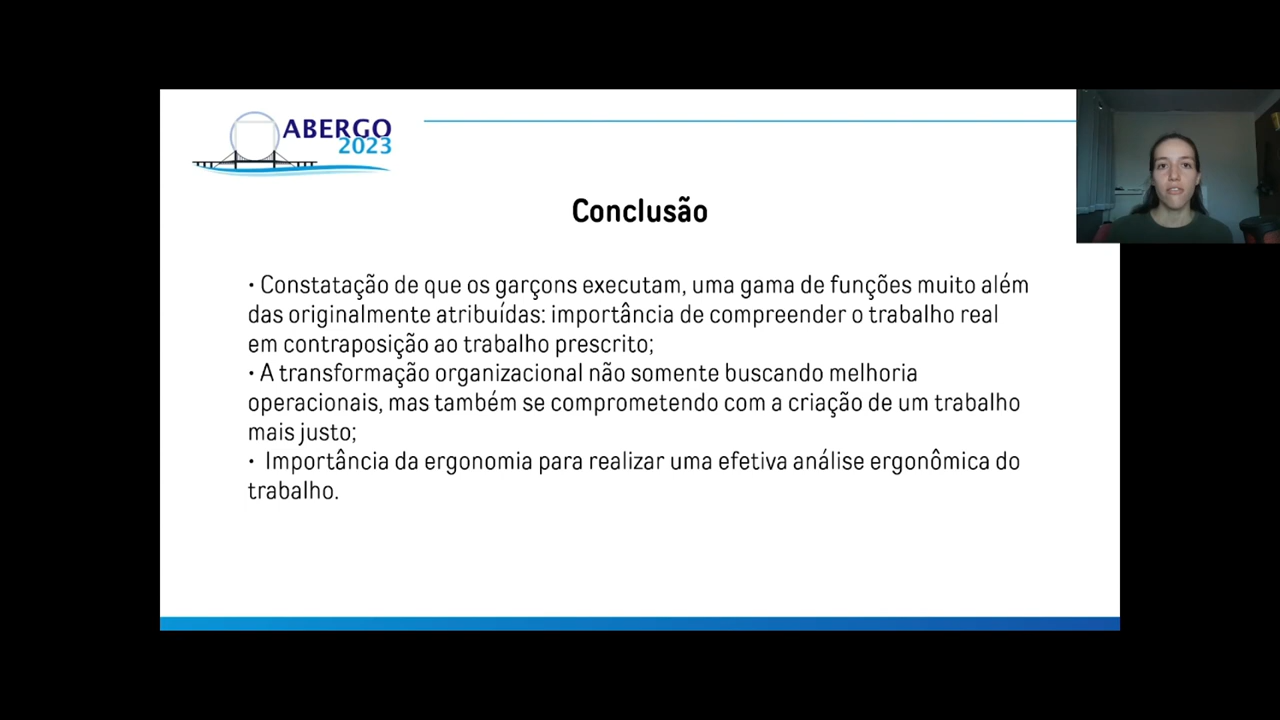 ABERGO
2023
Conclusão
• Constatação de que os garçons executam, uma gama de funções muito além
das originalmente atribuídas: importância de compreender o trabalho real
em contraposição ao trabalho prescrito;
• A transformação organizacional não somente buscando melhoria
operacionais, mas também se comprometendo com a criação de um trabalho
mais justo;
• Importância da ergonomia para realizar uma efetiva análise ergonômica do
trabalho.